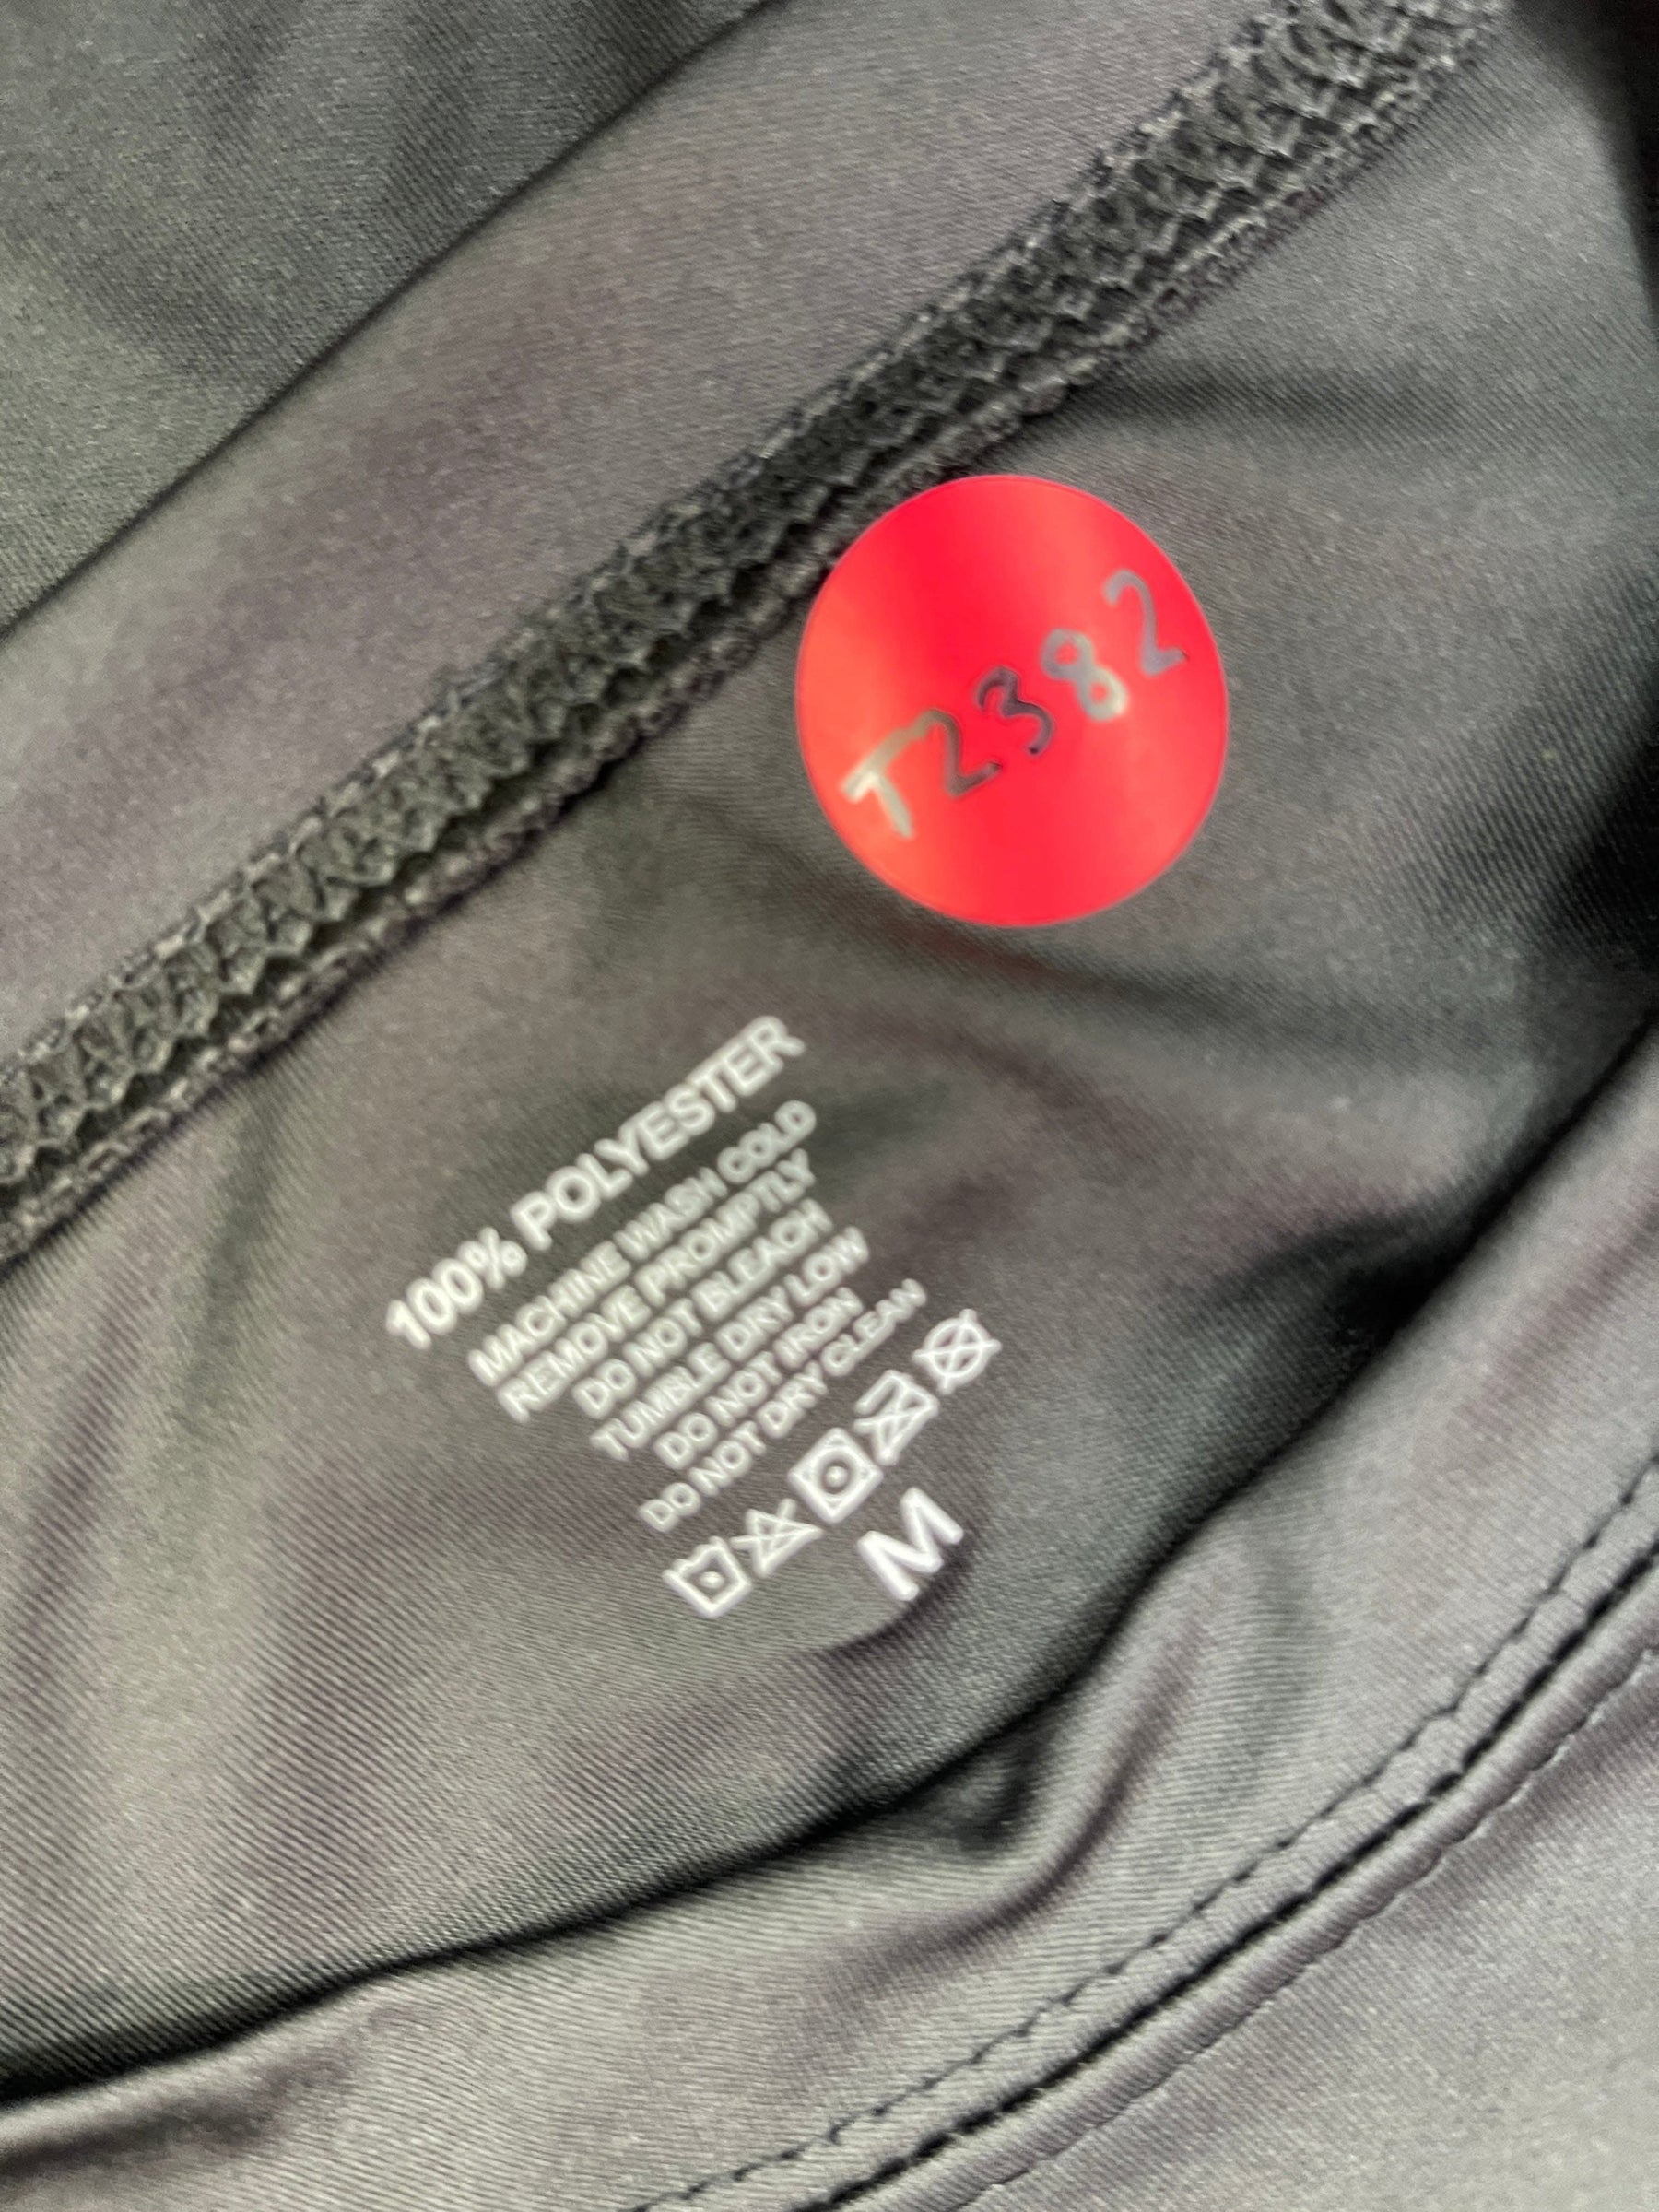 T2382
100% POLYESTER
MACHINE WASH COLD
REMOVE PROMPTLY
DO NOT BLEACH
TUMBLE DRY LOW
DO NOT IRON
DO NOT DRY CLEAN
M